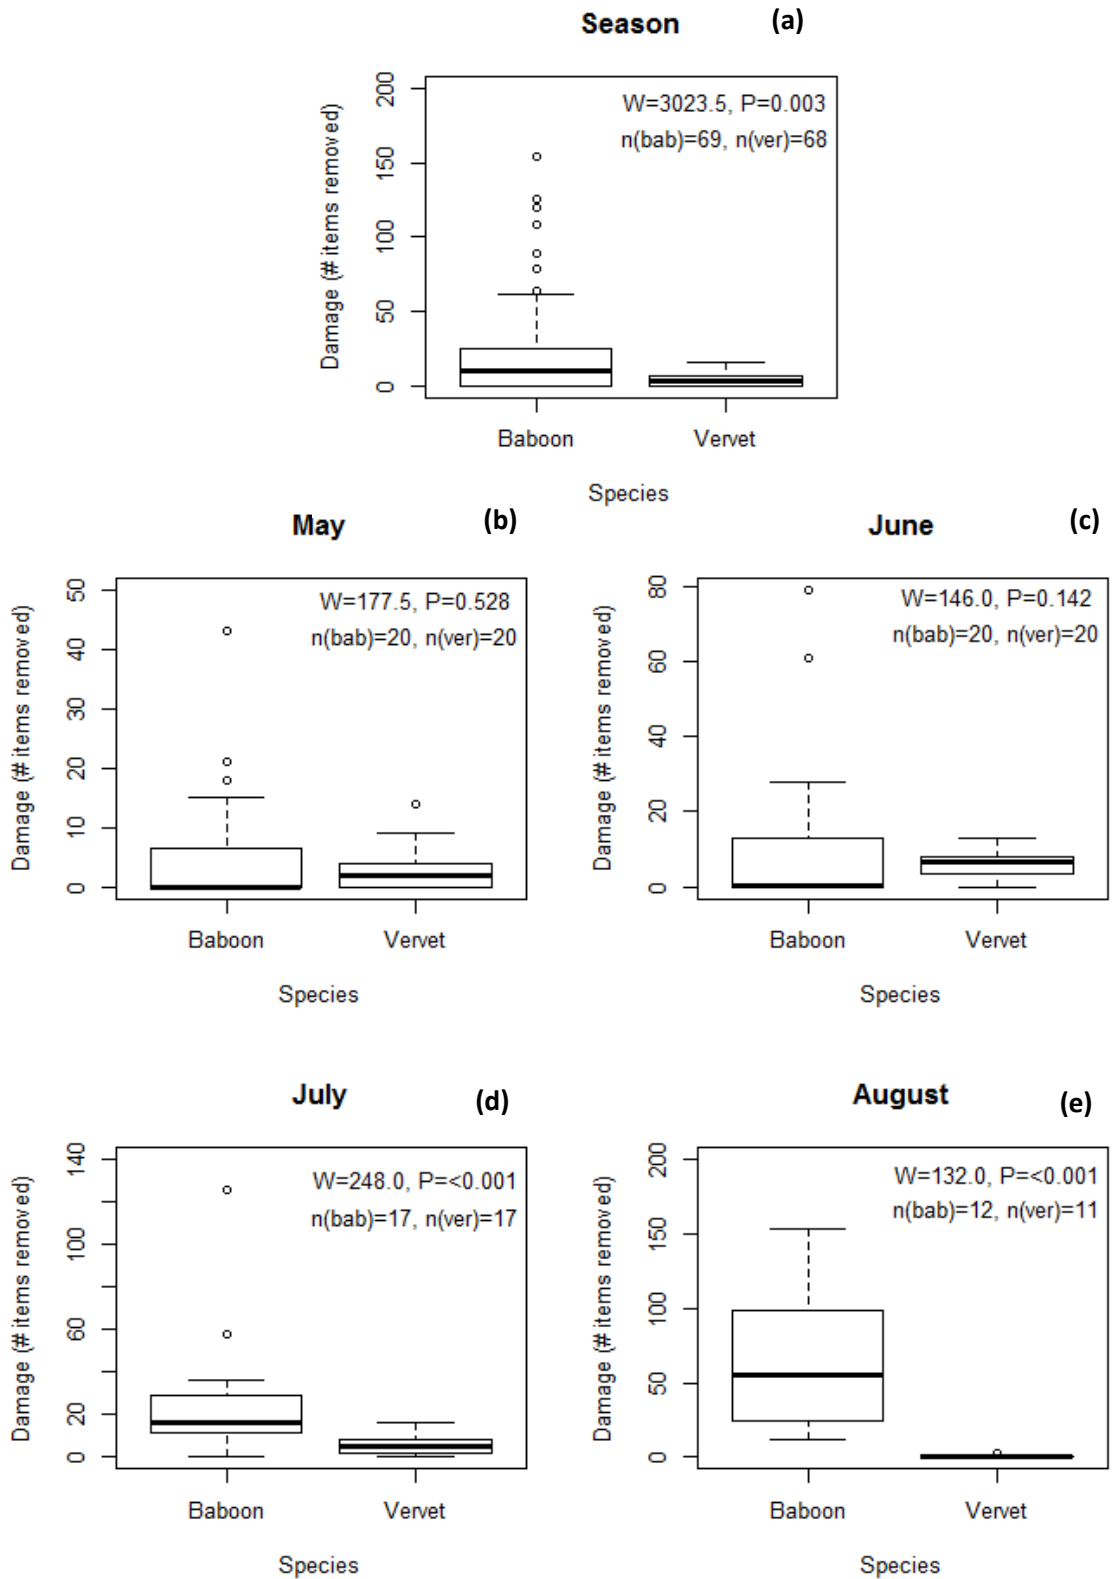 Season (a)
Damage (# items removed)
200
150
100
50
0
W=3023.5, P=0.003
n(bab)=69, n(ver)=68
Baboon Vervet
Species
May (b)
Damage (# items removed)
50
40
30
20
10
0
W=177.5, P=0.528
n(bab)=20, n(ver)=20
Baboon Vervet
Species
June (c)
Damage (# items removed)
80
60
40
20
0
W=146.0, P=0.142
n(bab)=20, n(ver)=20
Baboon Vervet
Species
July (d)
Damage (# items removed)
140
100
60
20
0
W=248.0, P=<0.001
n(bab)=17, n(ver)=17
Baboon Vervet
Species
August (e)
Damage (# items removed)
200
150
100
50
0
W=132.0, P=<0.001
n(bab)=12, n(ver)=11
Baboon Vervet
Species